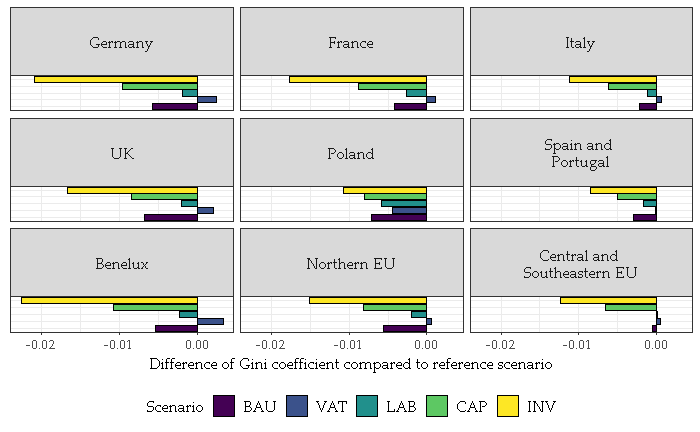 Germany
France
Italy
UK
Poland
Spain and
Portugal
Benelux
Northern EU
Central and
Southeastern EU
-0.02 -0.01 0.00 -0.02 -0.01 0.00 -0.02 -0.01 0.00
Difference of Gini coefficient compared to reference scenario
Scenario BAU VAT LAB CAP INV